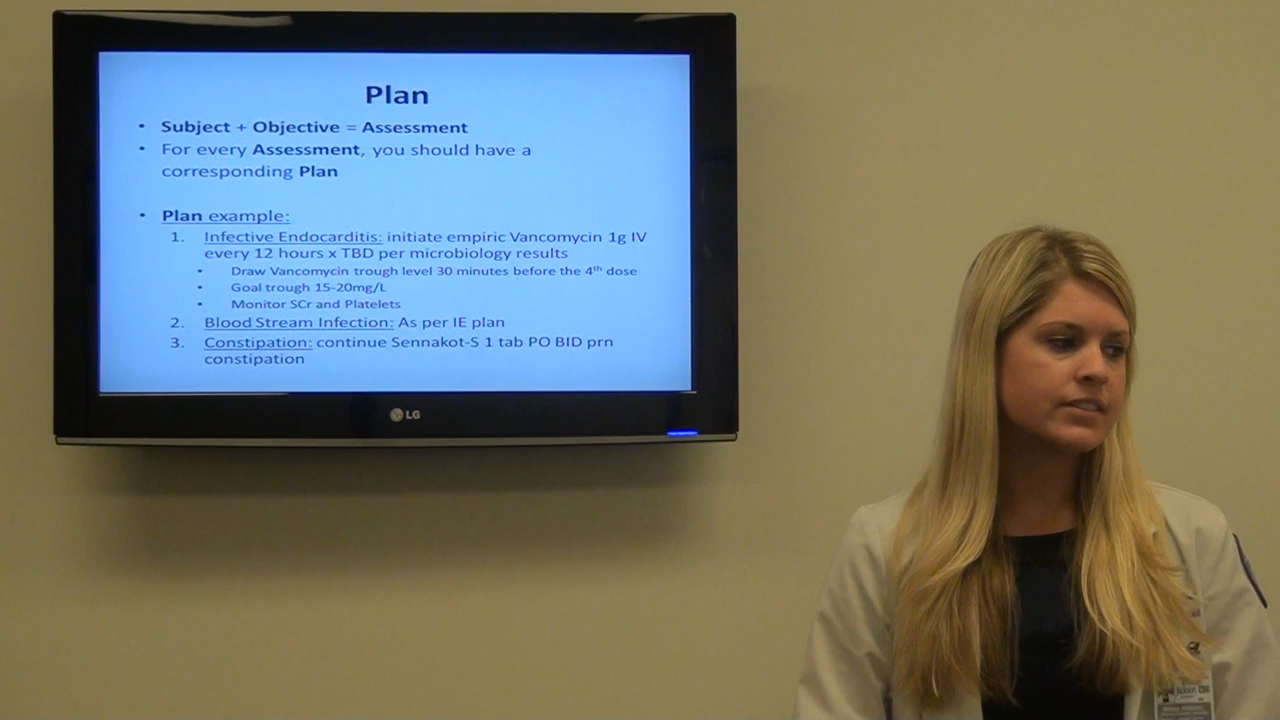 Plan
• Subject + Objective = Assessment
• For every Assessment, you should have a
corresponding Plan
• Plan example:
1. Infective Endocarditis: initiate empiric Vancomycin 1g IV
every 12 hours x TBD per microbiology results
• Draw Vancomycin trough level 30 minutes before the 4th dose
• Goal trough 15-20mg/L
• Monitor SCr and Platelets
2. Blood Stream Infection: As per IE plan
3. Constipation: continue Sennakot-S 1 tab PO BID prn
constipation
LG